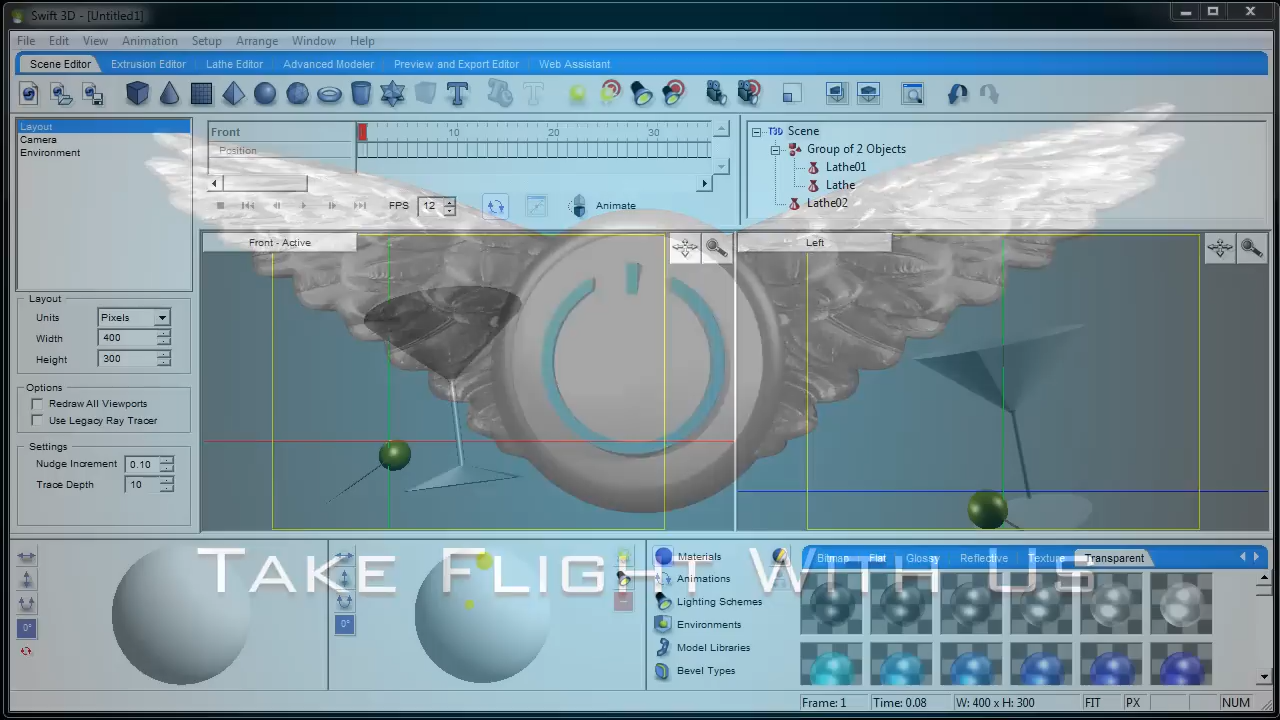 Swift 3D - [Untitled1]
File Edit View Animation Setup Arrange Window Help
Scene Editor Extrusion Editor Lathe Editor Advanced Modeler Preview and Export Editor Web Assistant
Layout
Camera
Environment
Front 10 20 30
Position
FPS 12 Animate
Scene
Group of 2 Objects
Lathe01
Lathe
Lathe02
Front - Active
Left
Layout
Units Pixels
Width 400
Height 300
Options
Redraw All Viewports
Use Legacy Ray Tracer
Settings
Nudge Increment 0.10
Trace Depth 10
0°
0°
Take Flight With Us
Materials
Animations
Lighting Schemes
Environments
Model Libraries
Bevel Types
Bitmap Flat Glossy Reflective Texture Transparent
Frame: 1 Time: 0.08 W: 400 x H: 300 FIT PX NUM